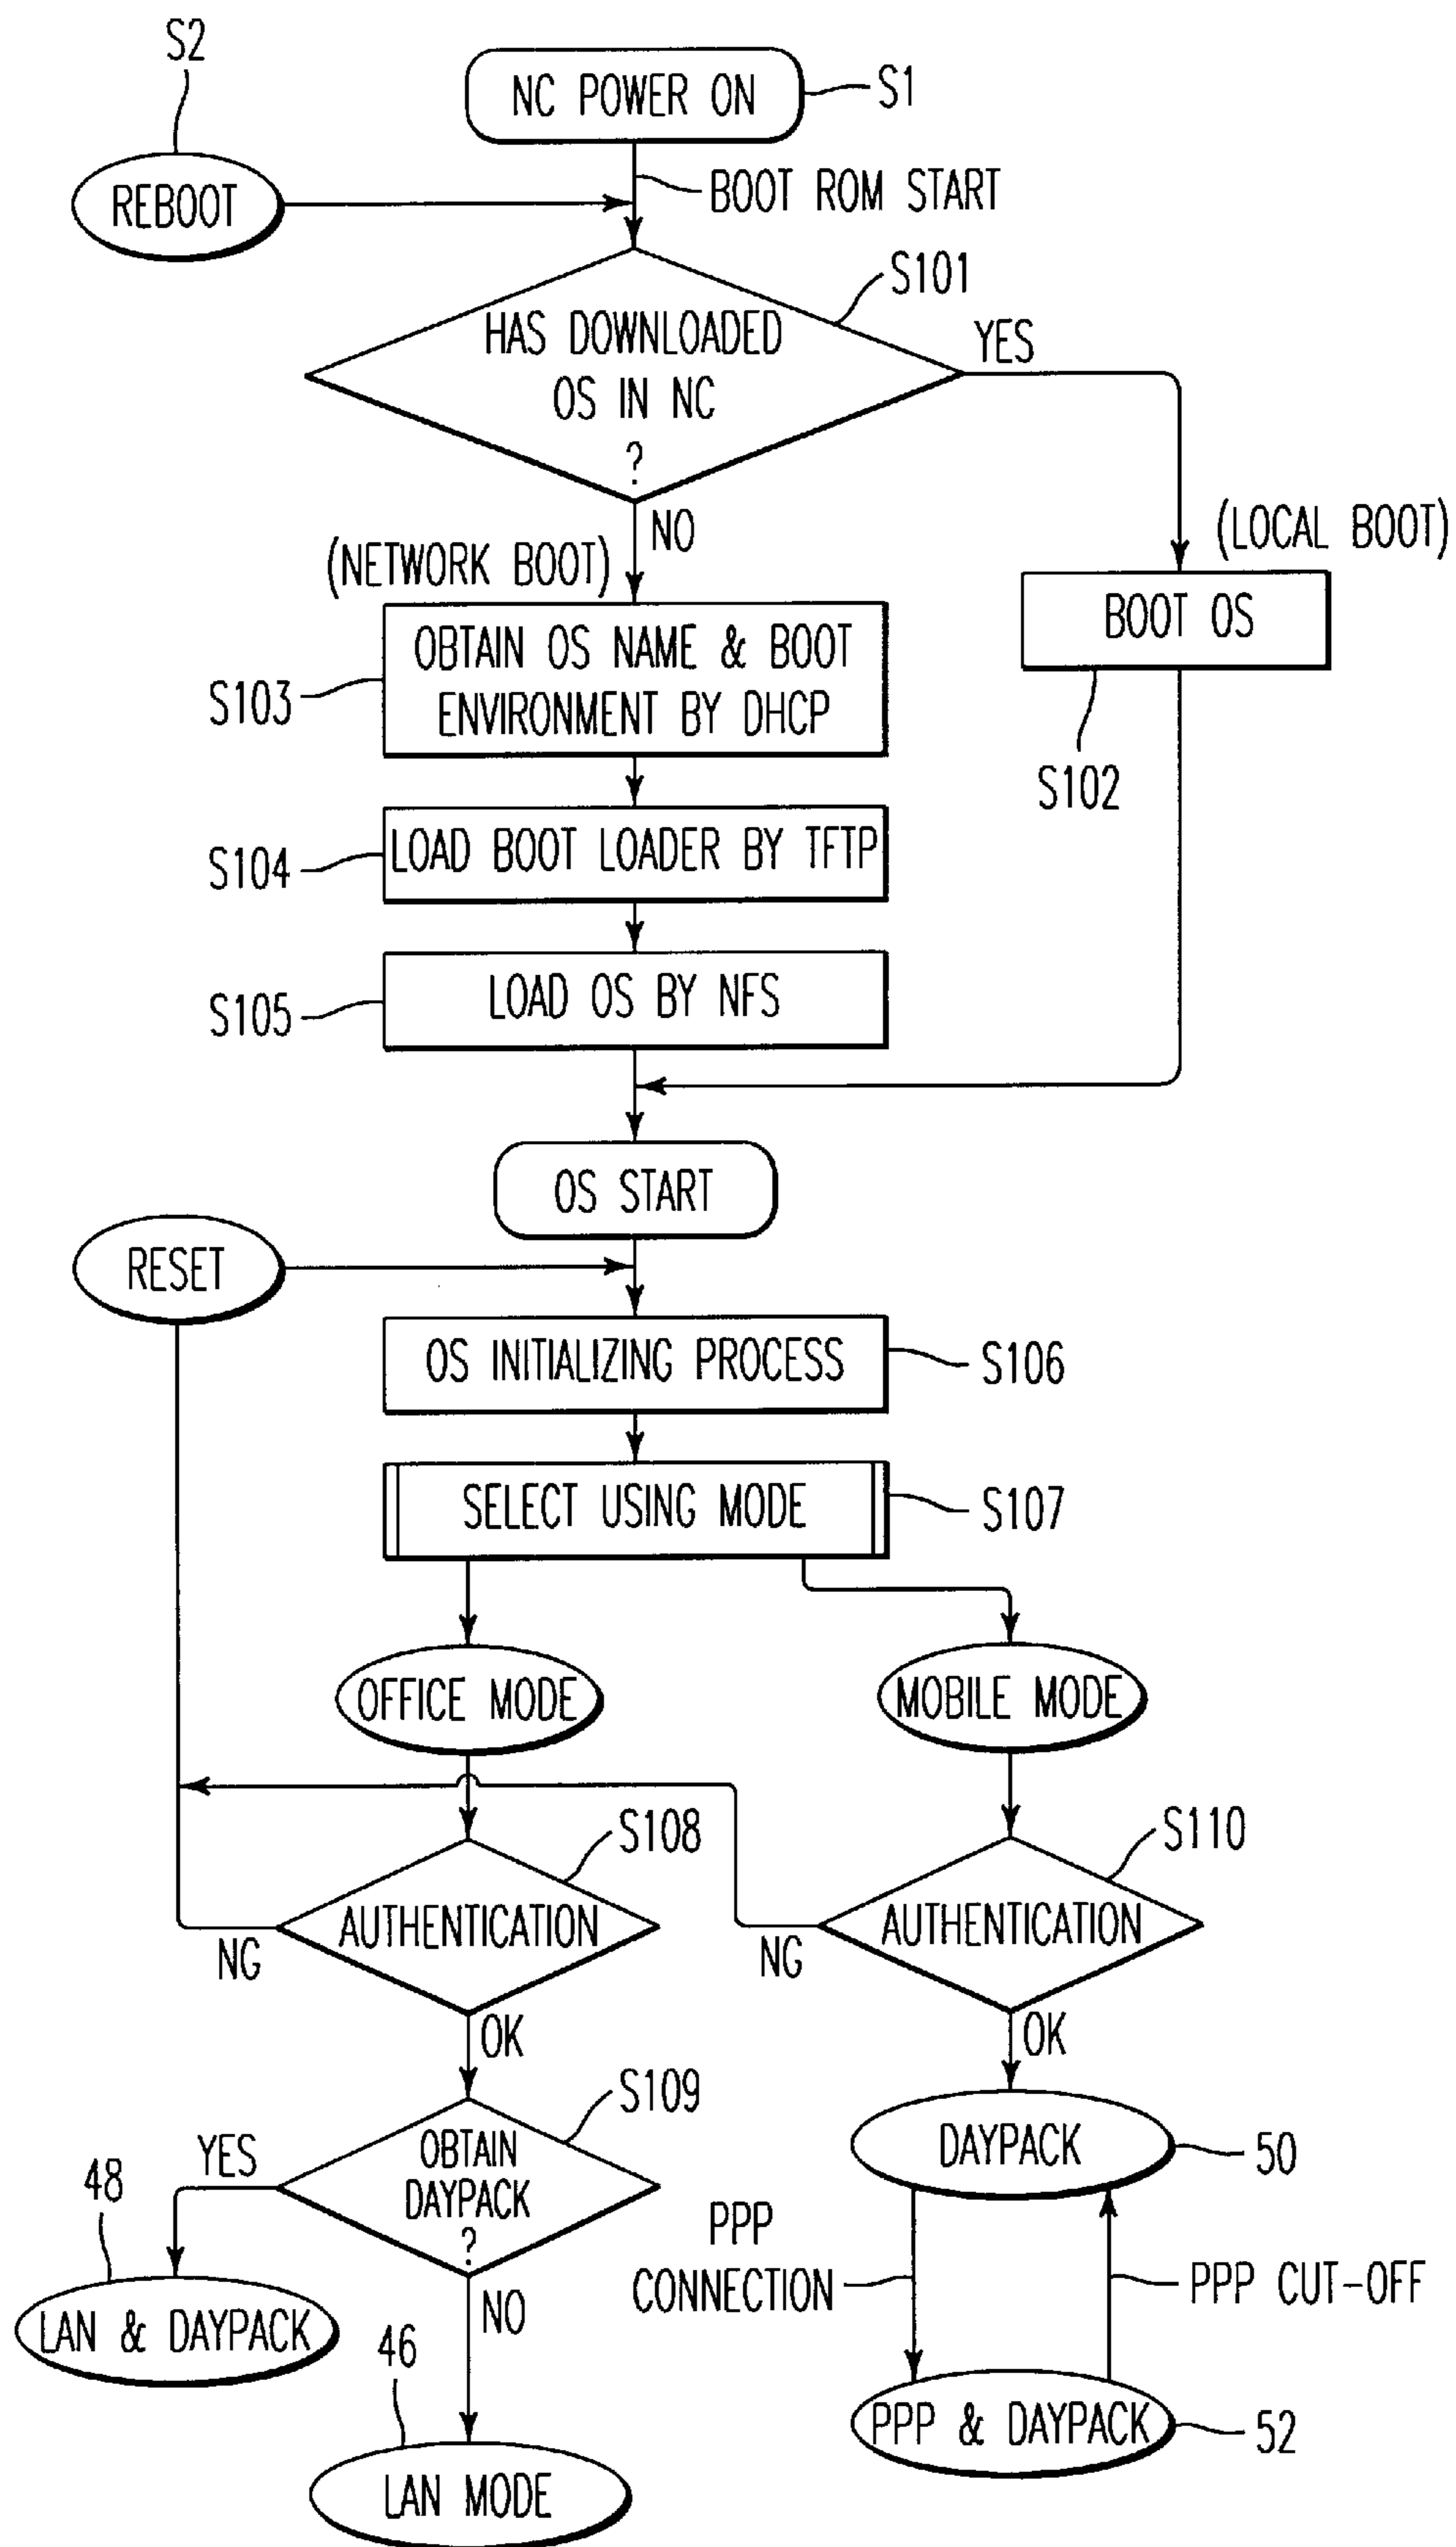 S2
NC POWER ON
S1
REBOOT
BOOT ROM START
S101
HAS DOWNLOADED
OS IN NC
?
YES
NO
(NETWORK BOOT)
(LOCAL BOOT)
BOOT OS
S102
OBTAIN OS NAME & BOOT
ENVIRONMENT BY DHCP
S103
LOAD BOOT LOADER BY TFTP
S104
LOAD OS BY NFS
S105
OS START
RESET
OS INITIALIZING PROCESS
S106
SELECT USING MODE
S107
OFFICE MODE
MOBILE MODE
S108
S110
AUTHENTICATION
AUTHENTICATION
NG
NG
OK
OK
S109
OBTAIN
DAYPACK
?
YES
NO
48
LAN & DAYPACK
46
LAN MODE
DAYPACK
50
PPP
CONNECTION
PPP CUT-OFF
PPP & DAYPACK
52